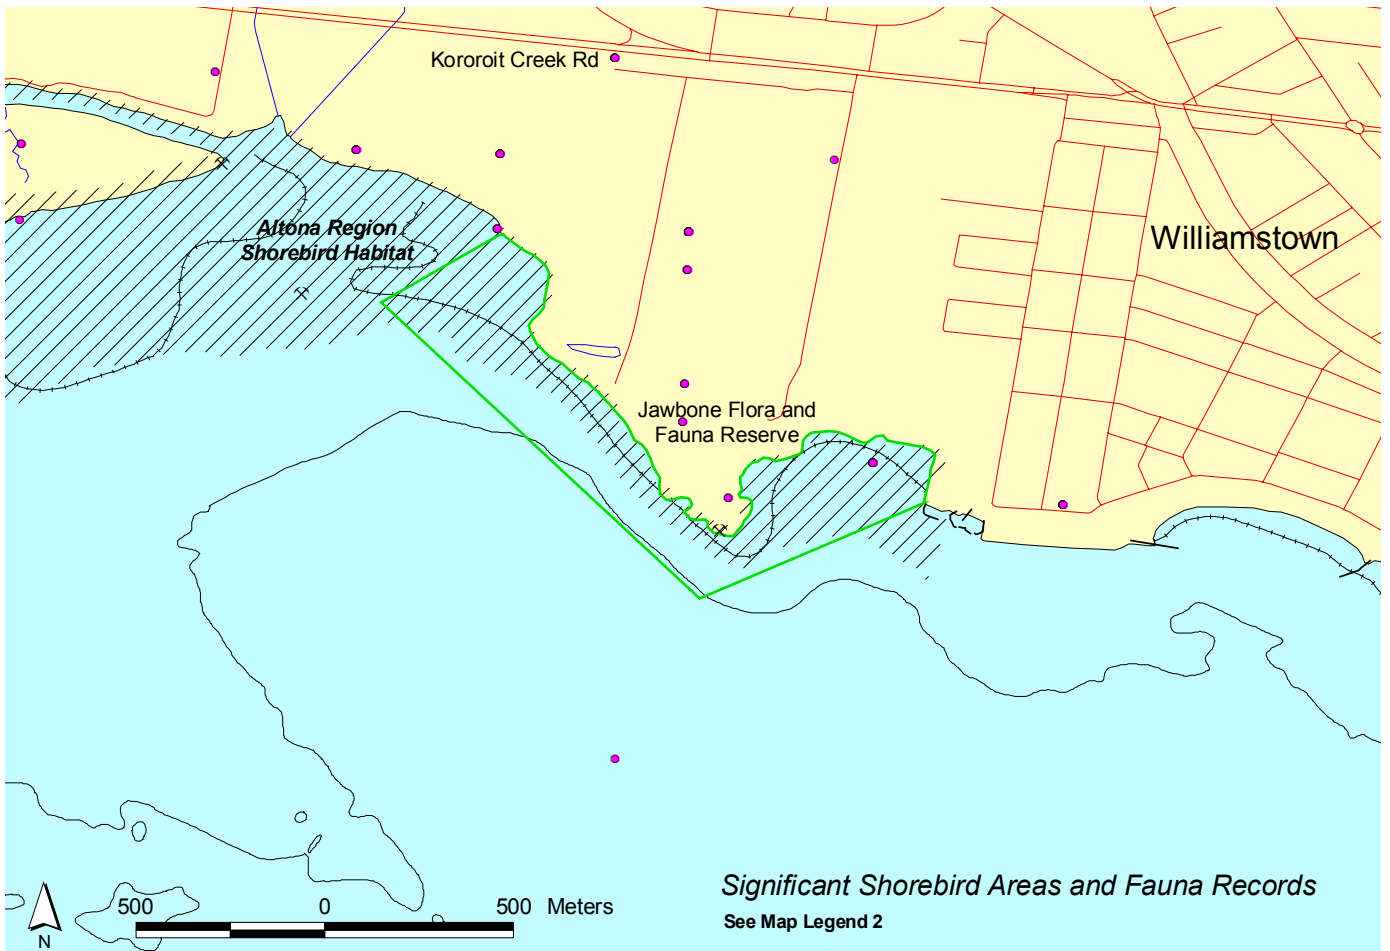 Kororoit Creek Rd
Altona Region
Shorebird Habitat
Williamstown
Jawbone Flora and
Fauna Reserve
Significant Shorebird Areas and Fauna Records
See Map Legend 2
500 0 500 Meters
N